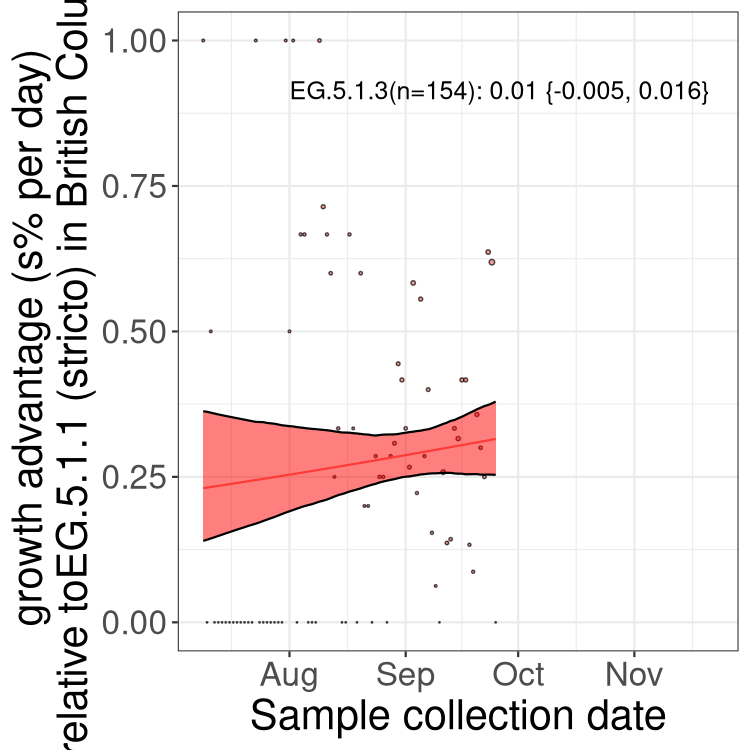 growth advantage (s% per day)
relative toEG.5.1.1 (stricto) in British Colu
1.00
0.75
0.50
0.25
0.00
EG.5.1.3(n=154): 0.01 {-0.005, 0.016}
Aug Sep Oct Nov
Sample collection date